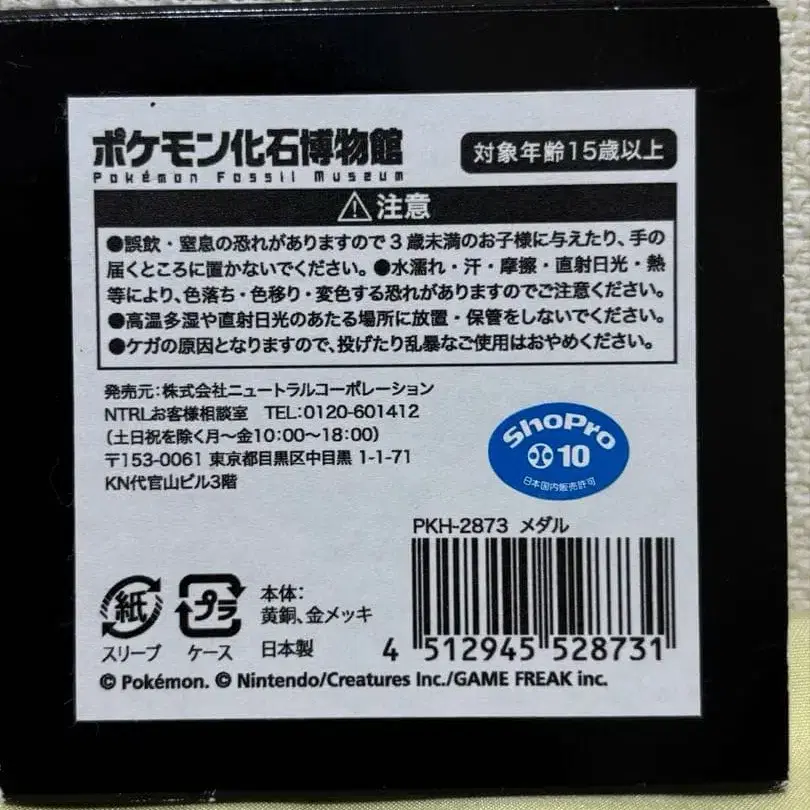 ポケモン化石博物館
Pokémon Fossil Museum
対象年齢15歳以上
⚠注意
●誤飲・窒息の恐れがありますので3歳未満のお子様に与えたり、手の
届くところに置かないでください。●水濡れ・汗・摩擦・直射日光・熱
等により、色落ち・色移り・変色する恐れがありますのでご注意ください。
●高温多湿や直射日光のあたる場所に放置・保管をしないでください。
●ケガの原因となりますので、投げたり乱暴なご使用はおやめください。
発売元:株式会社ニュートラルコーポレーション
NTRLお客様相談室 TEL:0120-601412
(土日祝を除く月〜金10:00〜18:00)
〒153-0061 東京都目黒区中目黒 1-1-71
KN代官山ビル3階
ShoPro
10
日本国内販売許可
PKH-2873 メダル
紙
スリーブ
プラ
ケース
本体:
黄銅、金メッキ
日本製
4 512945 528731
© Pokémon. © Nintendo/Creatures Inc./GAME FREAK inc.